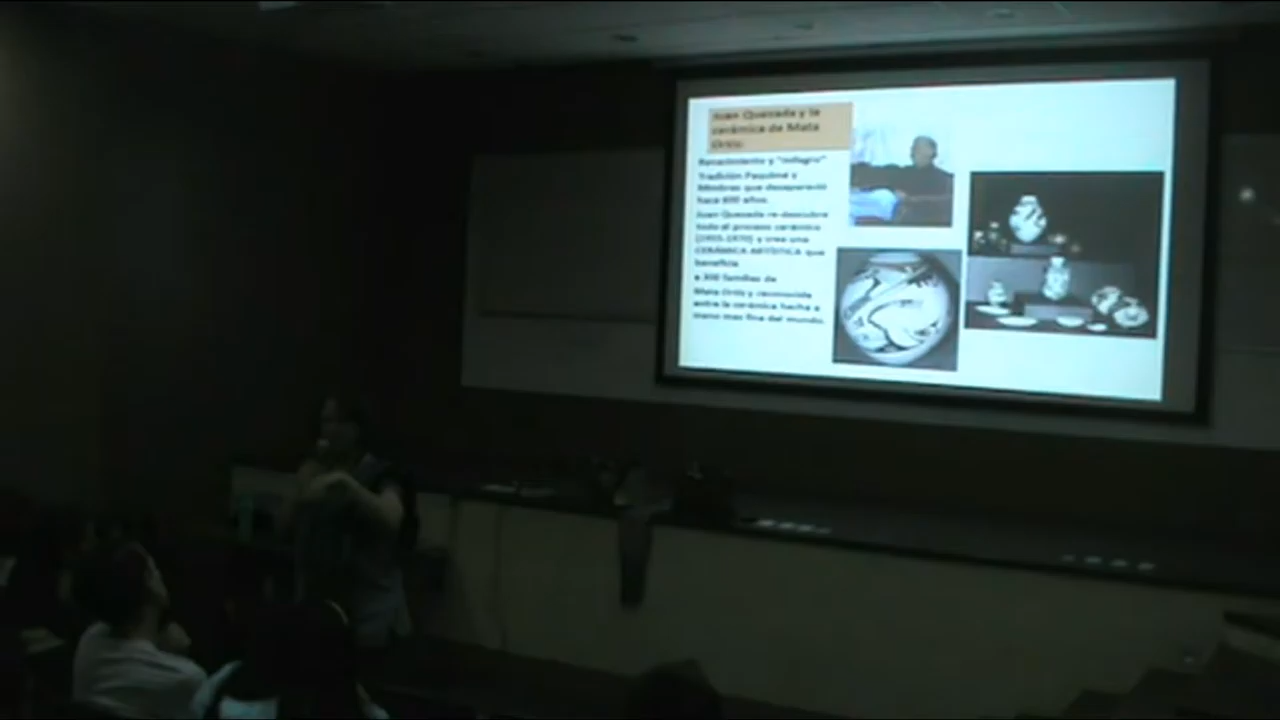 Juan Quezada y la
cerámica de Mata
Ortiz:
Renacimiento y "milagro"
Tradición Paquimé y
Mimbres que desapareció
hace 600 años.
Juan Quezada re-descubre
todo el proceso cerámico
(1955-1970) y crea una
CERÁMICA ARTÍSTICA que
beneficia
a 300 familias de
Mata Ortiz y reconocida
entre la cerámica hecha a
mano mas fina del mundo.